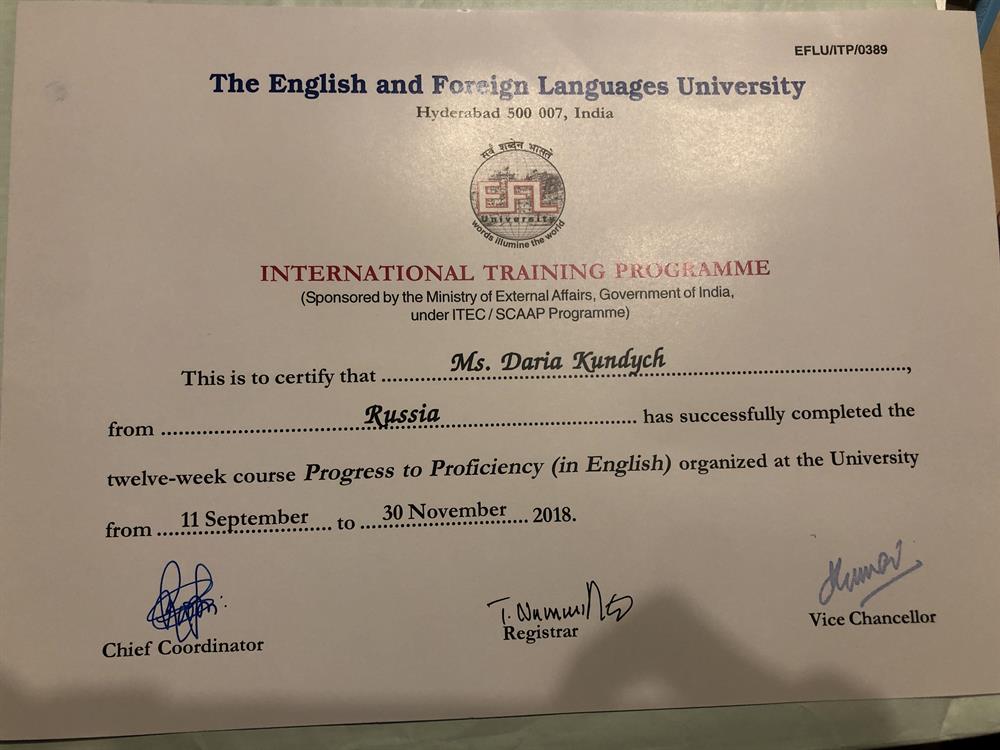 EFLU/ITP/0389
The English and Foreign Languages University
Hyderabad 500 007, India
सर्वं शब्देन भासते
EFL
University
words illumine the world
INTERNATIONAL TRAINING PROGRAMME
(Sponsored by the Ministry of External Affairs, Government of India,
under ITEC / SCAAP Programme)
This is to certify that Ms. Daria Kundych,
from Russia has successfully completed the
twelve-week course Progress to Proficiency (in English) organized at the University
from 11 September to 30 November 2018.
Chief Coordinator
Registrar
Vice Chancellor